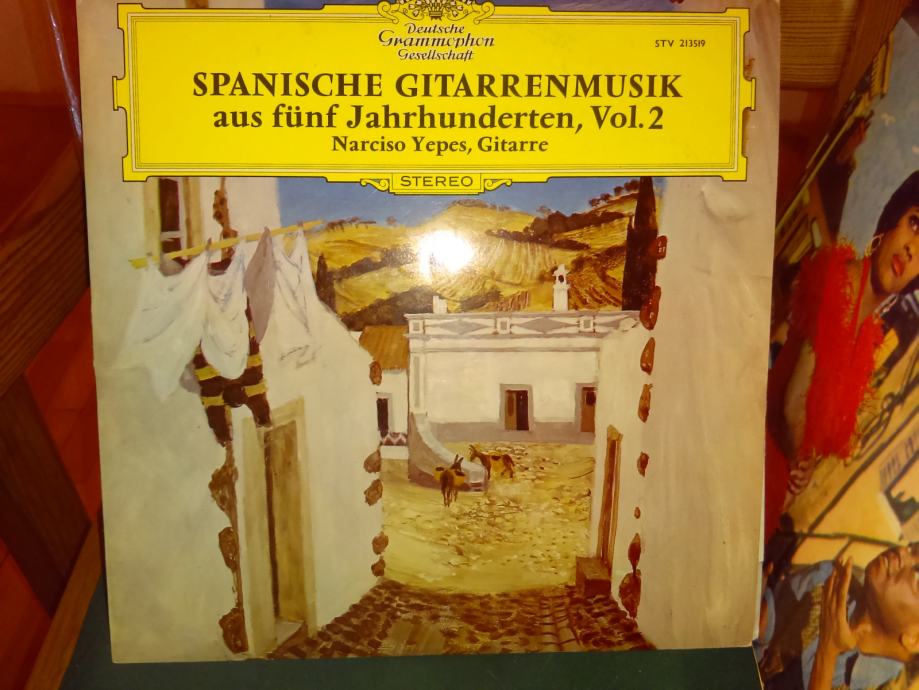 Deutsche
Grammophon
Gesellschaft
STV 213519
SPANISCHE GITARRENMUSIK
aus fünf Jahrhunderten, Vol. 2
Narciso Yepes, Gitarre
STEREO